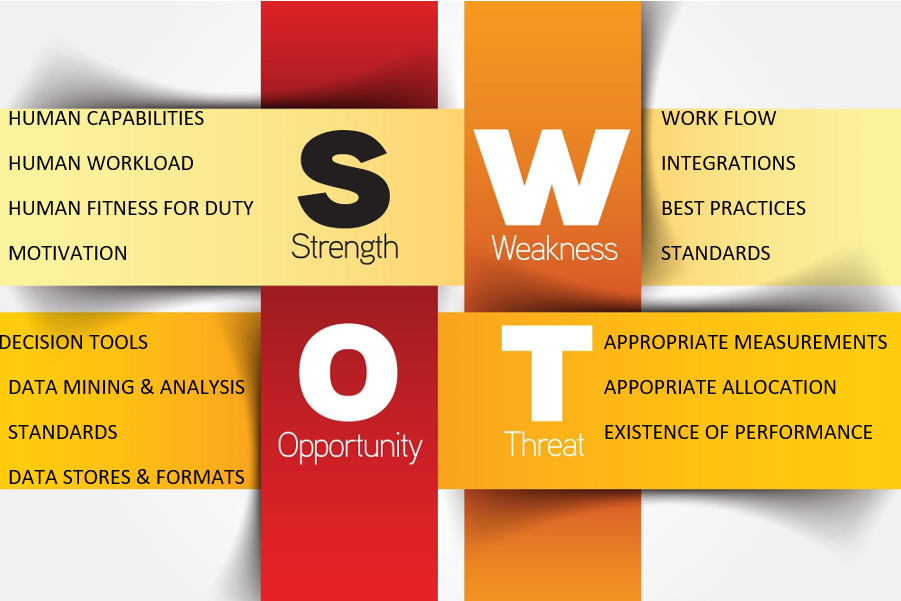 HUMAN CAPABILITIES
HUMAN WORKLOAD
HUMAN FITNESS FOR DUTY
MOTIVATION
S
Strength
W
Weakness
WORK FLOW
INTEGRATIONS
BEST PRACTICES
STANDARDS
DECISION TOOLS
DATA MINING & ANALYSIS
STANDARDS
DATA STORES & FORMATS
O
Opportunity
T
Threat
APPROPRIATE MEASUREMENTS
APPOPRIATE ALLOCATION
EXISTENCE OF PERFORMANCE